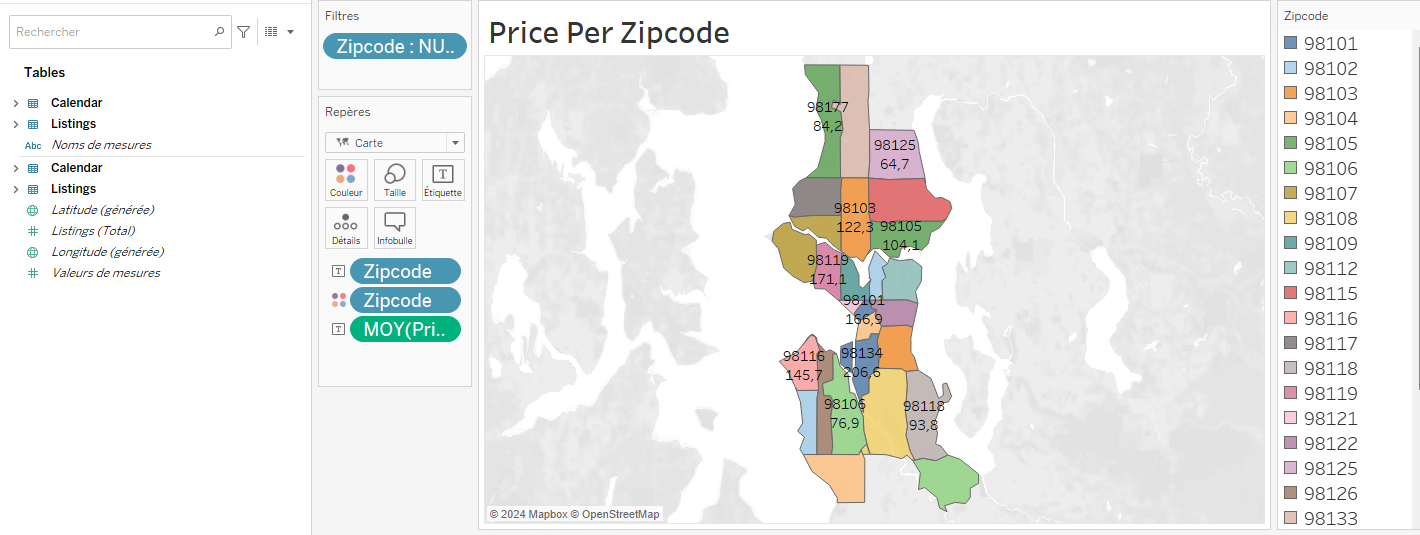 Rechercher
Tables
Calendar
Listings
Abc Noms de mesures
Calendar
Listings
Latitude (générée)
Listings (Total)
Longitude (générée)
Valeurs de mesures
Filtres
Zipcode : NU..
Repères
Carte
Couleur
Taille
Étiquette
Détails
Infobulle
Zipcode
Zipcode
MOY(Pri..
Price Per Zipcode
98177
84,2
98125
64,7
98103
122,3
98105
104,1
98119
171,1
98101
166,9
98134
206,6
98116
145,7
98106
76,9
98118
93,8
© 2024 Mapbox © OpenStreetMap
Zipcode
98101
98102
98103
98104
98105
98106
98107
98108
98109
98112
98115
98116
98117
98118
98119
98121
98122
98125
98126
98133